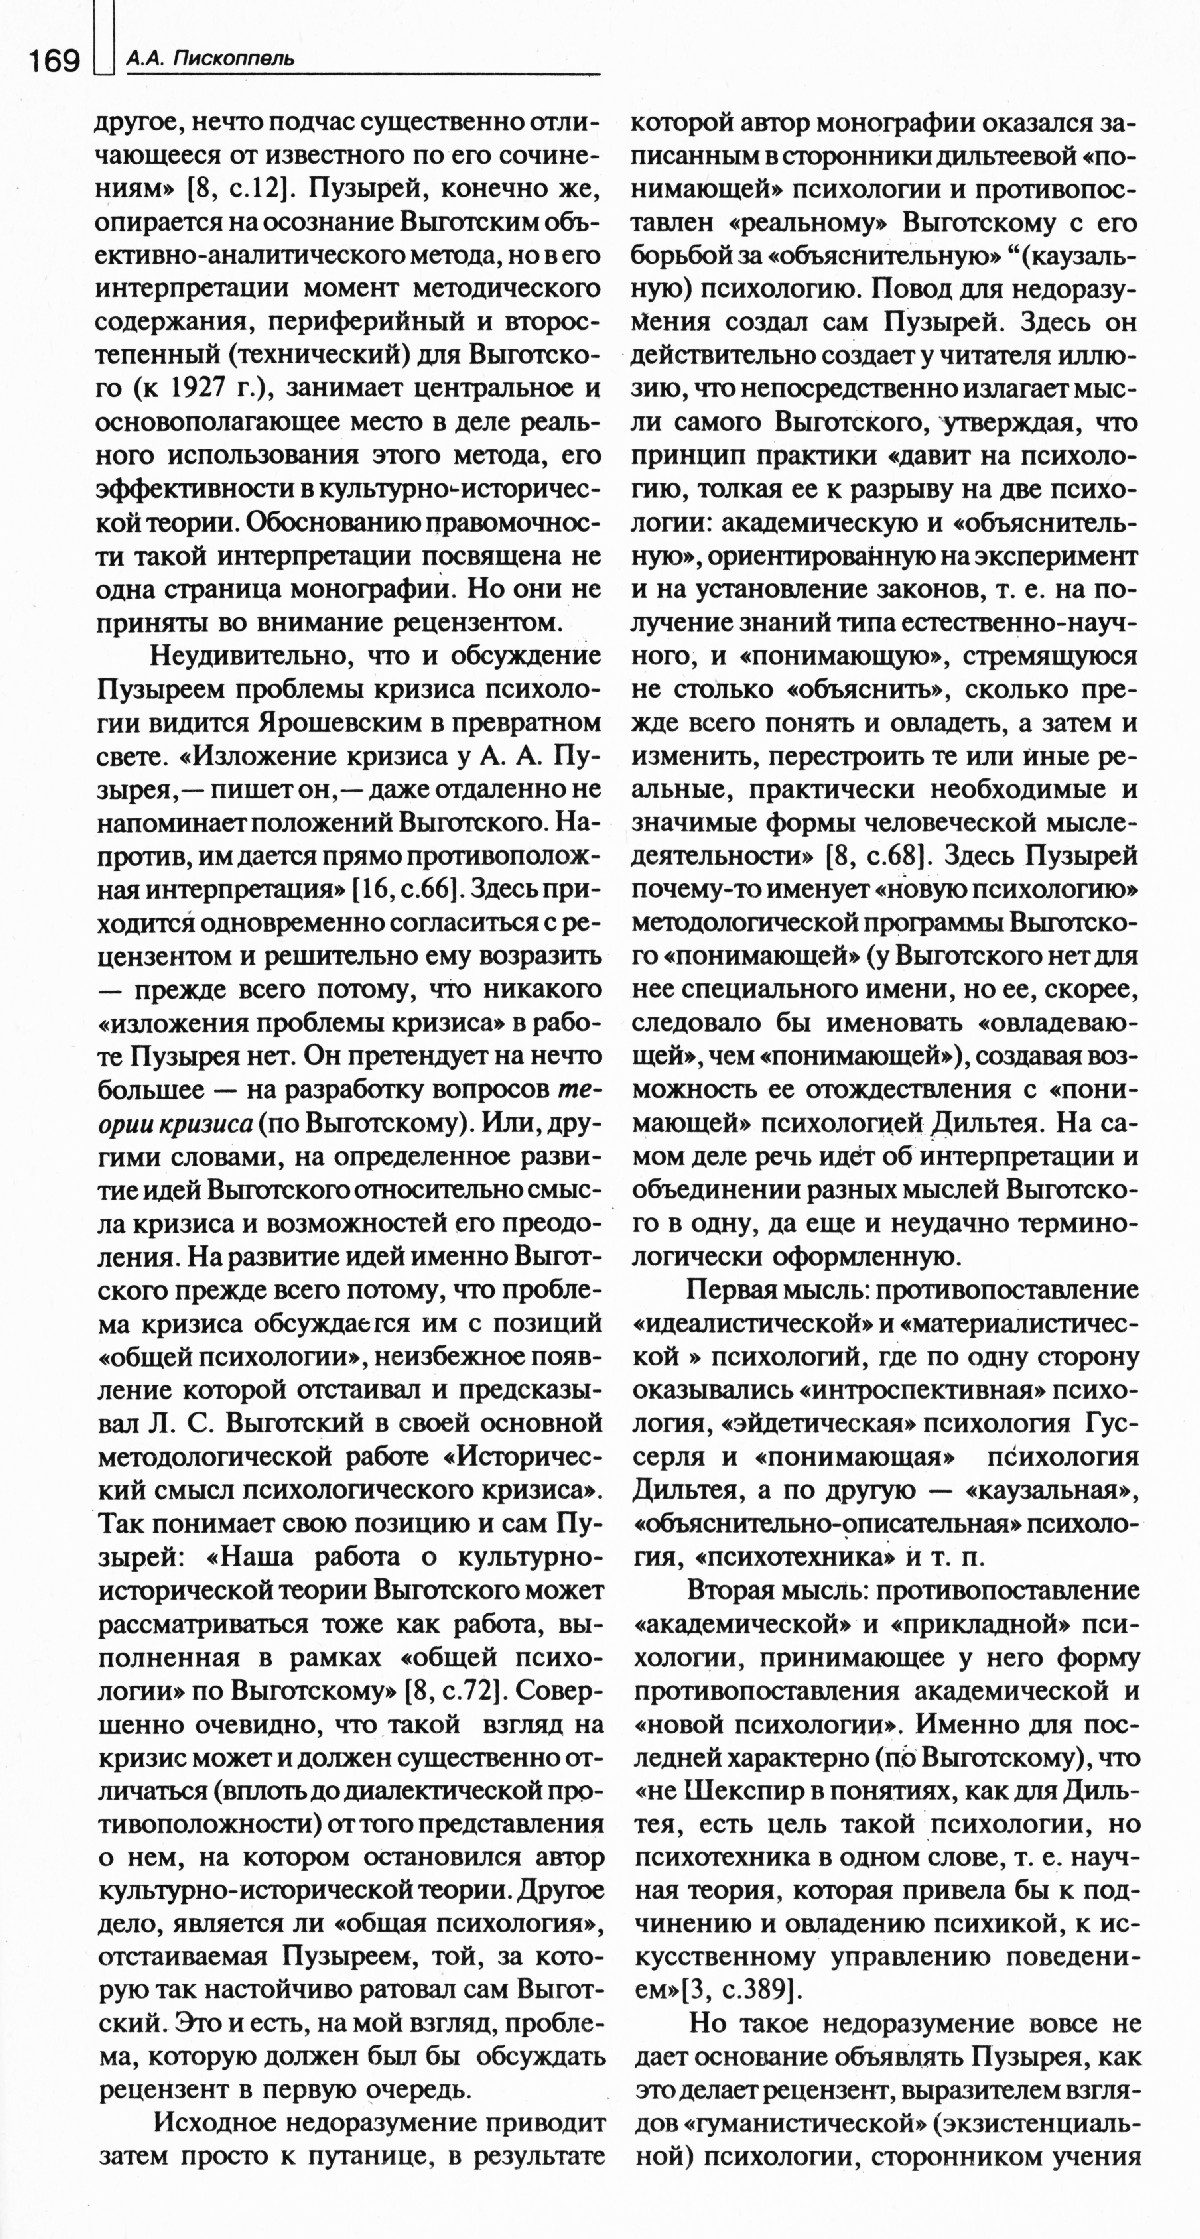 169
А.А. Пископпель
другое, нечто подчас существенно отли-
чающееся от известного по его сочине-
ниям» [8, с.12]. Пузырей, конечно же,
опирается на осознание Выготским объ-
ективно-аналитического метода, но в его
интерпретации момент методического
содержания, периферийный и второс-
тепенный (технический) для Выготско-
го (к 1927 г.), занимает центральное и
основополагающее место в деле реаль-
ного использования этого метода, его
эффективности в культурно-историчес-
кой теории. Обоснованию правомочнос-
ти такой интерпретации посвящена не
одна страница монографии. Но они не
приняты во внимание рецензентом.
Неудивительно, что и обсуждение
Пузыреем проблемы кризиса психоло-
гии видится Ярошевским в превратном
свете. «Изложение кризиса у А. А. Пу-
зырея,— пишет он,— даже отдаленно не
напоминает положений Выготского. На-
против, им дается прямо противополож-
ная интерпретация» [16, с.66]. Здесь при-
ходится одновременно согласиться с ре-
цензентом и решительно ему возразить
— прежде всего потому, что никакого
«изложения проблемы кризиса» в рабо-
те Пузырея нет. Он претендует на нечто
большее — на разработку вопросов те-
ории кризиса (по Выготскому). Или, дру-
гими словами, на определенное разви-
тие идей Выготского относительно смыс-
ла кризиса и возможностей его преодо-
ления. На развитие идей именно Выгот-
ского прежде всего потому, что пробле-
ма кризиса обсуждается им с позиций
«общей психологии», неизбежное появ-
ление которой отстаивал и предсказы-
вал Л. С. Выготский в своей основной
методологической работе «Историчес-
кий смысл психологического кризиса».
Так понимает свою позицию и сам Пу-
зырей: «Наша работа о культурно-
исторической теории Выготского может
рассматриваться тоже как работа, вы-
полненная в рамках «общей психо-
логии» по Выготскому» [8, с.72]. Совер-
шенно очевидно, что такой взгляд на
кризис может и должен существенно от-
личаться (вплоть до диалектической про-
тивоположности) от того представления
о нем, на котором остановился автор
культурно-исторической теории. Другое
дело, является ли «общая психология»,
отстаиваемая Пузыреем, той, за кото-
рую так настойчиво ратовал сам Выгот-
ский. Это и есть, на мой взгляд, пробле-
ма, которую должен был бы обсуждать
рецензент в первую очередь.
Исходное недоразумение приводит
затем просто к путанице, в результате
которой автор монографии оказался за-
писанным в сторонники дильтеевой «по-
нимающей» психологии и противопос-
тавлен «реальному» Выготскому с его
борьбой за «объяснительную» “(каузаль-
ную) психологию. Повод для недоразу-
мения создал сам Пузырей. Здесь он
действительно создает у читателя иллю-
зию, что непосредственно излагает мыс-
ли самого Выготского, утверждая, что
принцип практики «давит на психоло-
гию, толкая ее к разрыву на две психо-
логии: академическую и «объяснитель-
ную», ориентированную на эксперимент
и на установление законов, т. е. на по-
лучение знаний типа естественно-науч-
ного, и «понимающую», стремящуюся
не столько «объяснить», сколько пре-
жде всего понять и овладеть, а затем и
изменить, перестроить те или иные ре-
альные, практически необходимые и
значимые формы человеческой мысле-
деятельности» [8, с.68]. Здесь Пузырей
почему-то именует «новую психологию»
методологической программы Выготско-
го «понимающей» (у Выготского нет для
нее специального имени, но ее, скорее,
следовало бы именовать «овладеваю-
щей», чем «понимающей»), создавая воз-
можность ее отождествления с «пони-
мающей» психологией Дильтея. На са-
мом деле речь идет об интерпретации и
объединении разных мыслей Выготско-
го в одну, да еще и неудачно термино-
логически оформленную.
Первая мысль: противопоставление
«идеалистической» и «материалистичес-
кой » психологий, где по одну сторону
оказывались «интроспективная» психо-
логия, «эйдетическая» психология Гус-
серля и «понимающая» психология
Дильтея, а по другую — «каузальная»,
«объяснительно-описательная» психоло-
гия, «психотехника» и т. п.
Вторая мысль: противопоставление
«академической» и «прикладной» пси-
хологии, принимающее у него форму
противопоставления академической и
«новой психологии». Именно для пос-
ледней характерно (по Выготскому), что
«не Шекспир в понятиях, как для Диль-
тея, есть цель такой психологии, но
психотехника в одном слове, т. е. науч-
ная теория, которая привела бы к под-
чинению и овладению психикой, к ис-
кусственному управлению поведени-
ем»[3, с.389].
Но такое недоразумение вовсе не
дает основание объявлять Пузырея, как
это делает рецензент, выразителем взгля-
дов «гуманистической» (экзистенциаль-
ной) психологии, сторонником учения